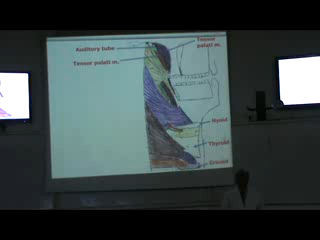 Auditory tube
Tensor palati m.
Tensor
palati m.
Hyoid
Thyroid
Cricoid